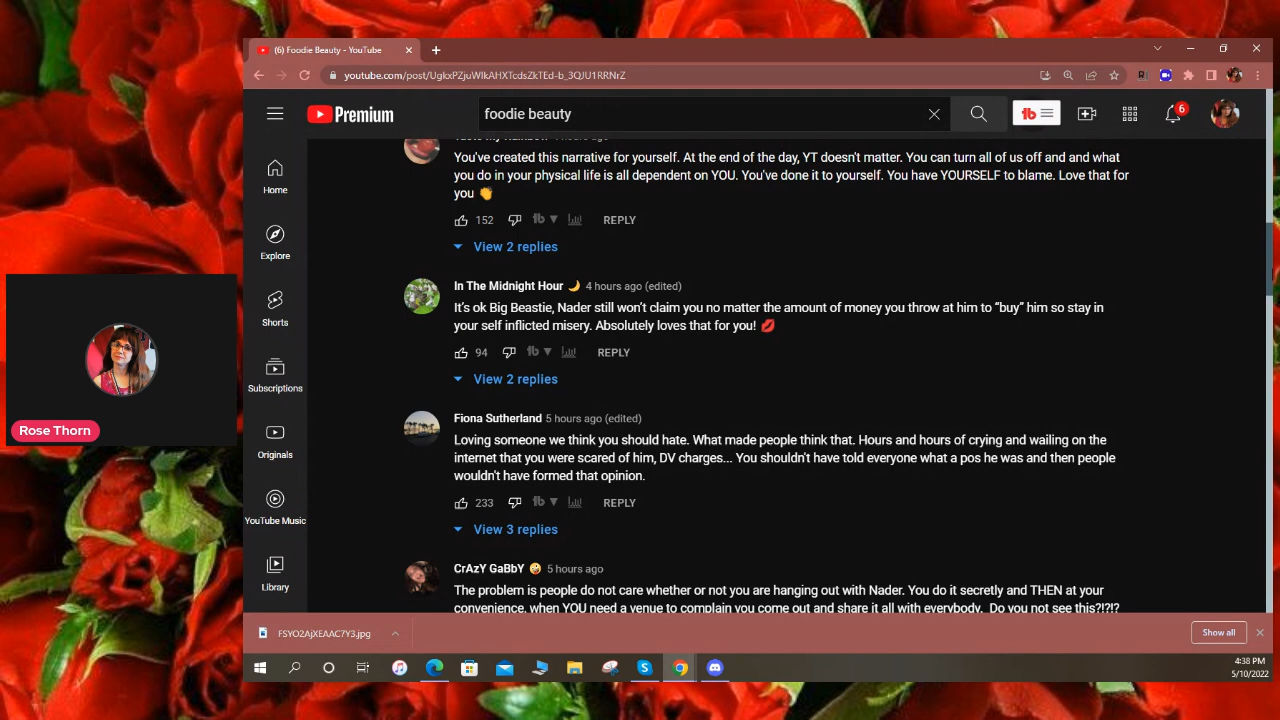 (6) Foodie Beauty - YouTube
youtube.com/post/UgkxPZjuWlkAHXTcdsZkTEd-b_3QJU1RRNrZ
Premium
foodie beauty
tb
6
Home
Explore
Shorts
Subscriptions
Originals
YouTube Music
Library
Rose Thorn
You've created this narrative for yourself. At the end of the day, YT doesn't matter. You can turn all of us off and and what
you do in your physical life is all dependent on YOU. You've done it to yourself. You have YOURSELF to blame. Love that for
you 👏
152 tb REPLY
View 2 replies
In The Midnight Hour 🌙 4 hours ago (edited)
It's ok Big Beastie, Nader still won't claim you no matter the amount of money you throw at him to “buy” him so stay in
your self inflicted misery. Absolutely loves that for you! 💋
94 tb REPLY
View 2 replies
Fiona Sutherland 5 hours ago (edited)
Loving someone we think you should hate. What made people think that. Hours and hours of crying and wailing on the
internet that you were scared of him, DV charges... You shouldn't have told everyone what a pos he was and then people
wouldn't have formed that opinion.
233 tb REPLY
View 3 replies
CrAzY GaBbY 🤪 5 hours ago
The problem is people do not care whether or not you are hanging out with Nader. You do it secretly and THEN at your
convenience, when YOU need a venue to complain you come out and share it all with everybody. Do you not see this?!?!?
FSYO2AjXEAAC7Y3.jpg
Show all
4:38 PM
5/10/2022